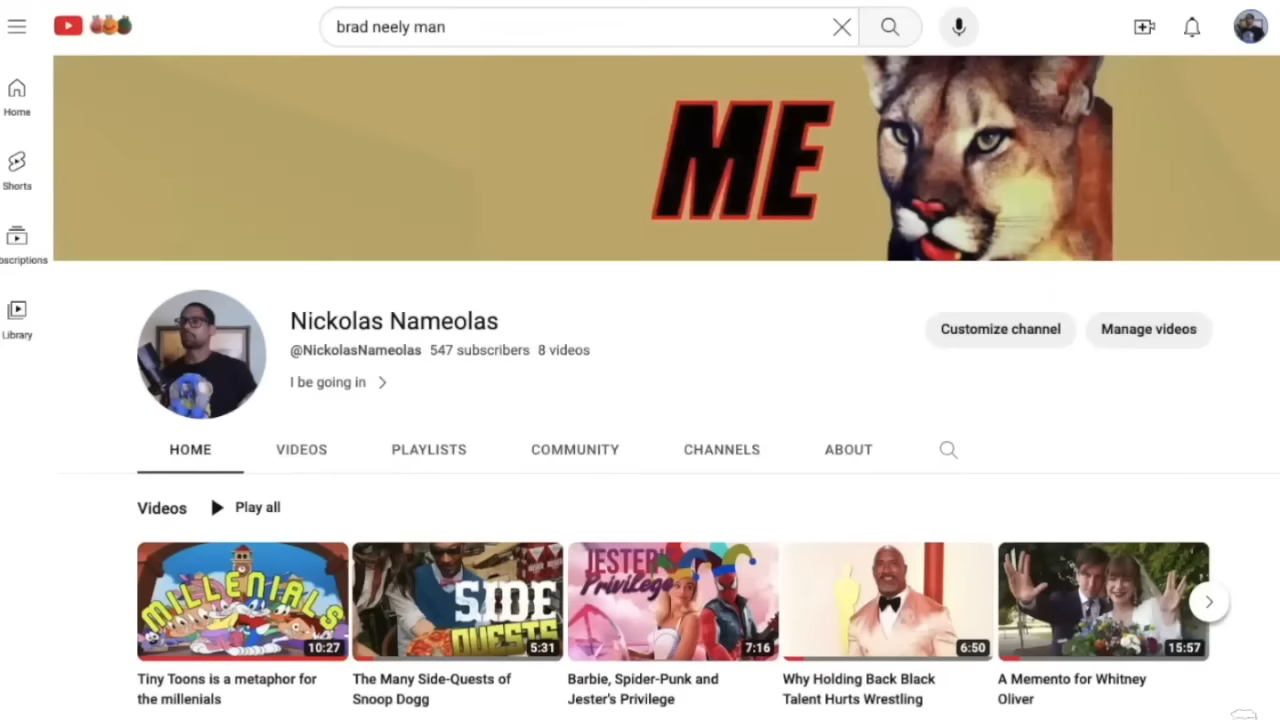 brad neely man
Home
Shorts
bscriptions
Library
ME
Nickolas Nameolas
@NickolasNameolas 547 subscribers 8 videos
I be going in
Customize channel
Manage videos
HOME VIDEOS PLAYLISTS COMMUNITY CHANNELS ABOUT
Videos Play all
MILLENIALS
10:27
SIDE
QUESTS
5:31
JESTER'
Privilege
7:16
6:50
15:57
Tiny Toons is a metaphor for
the millenials
The Many Side-Quests of
Snoop Dogg
Barbie, Spider-Punk and
Jester's Privilege
Why Holding Back Black
Talent Hurts Wrestling
A Memento for Whitney
Oliver